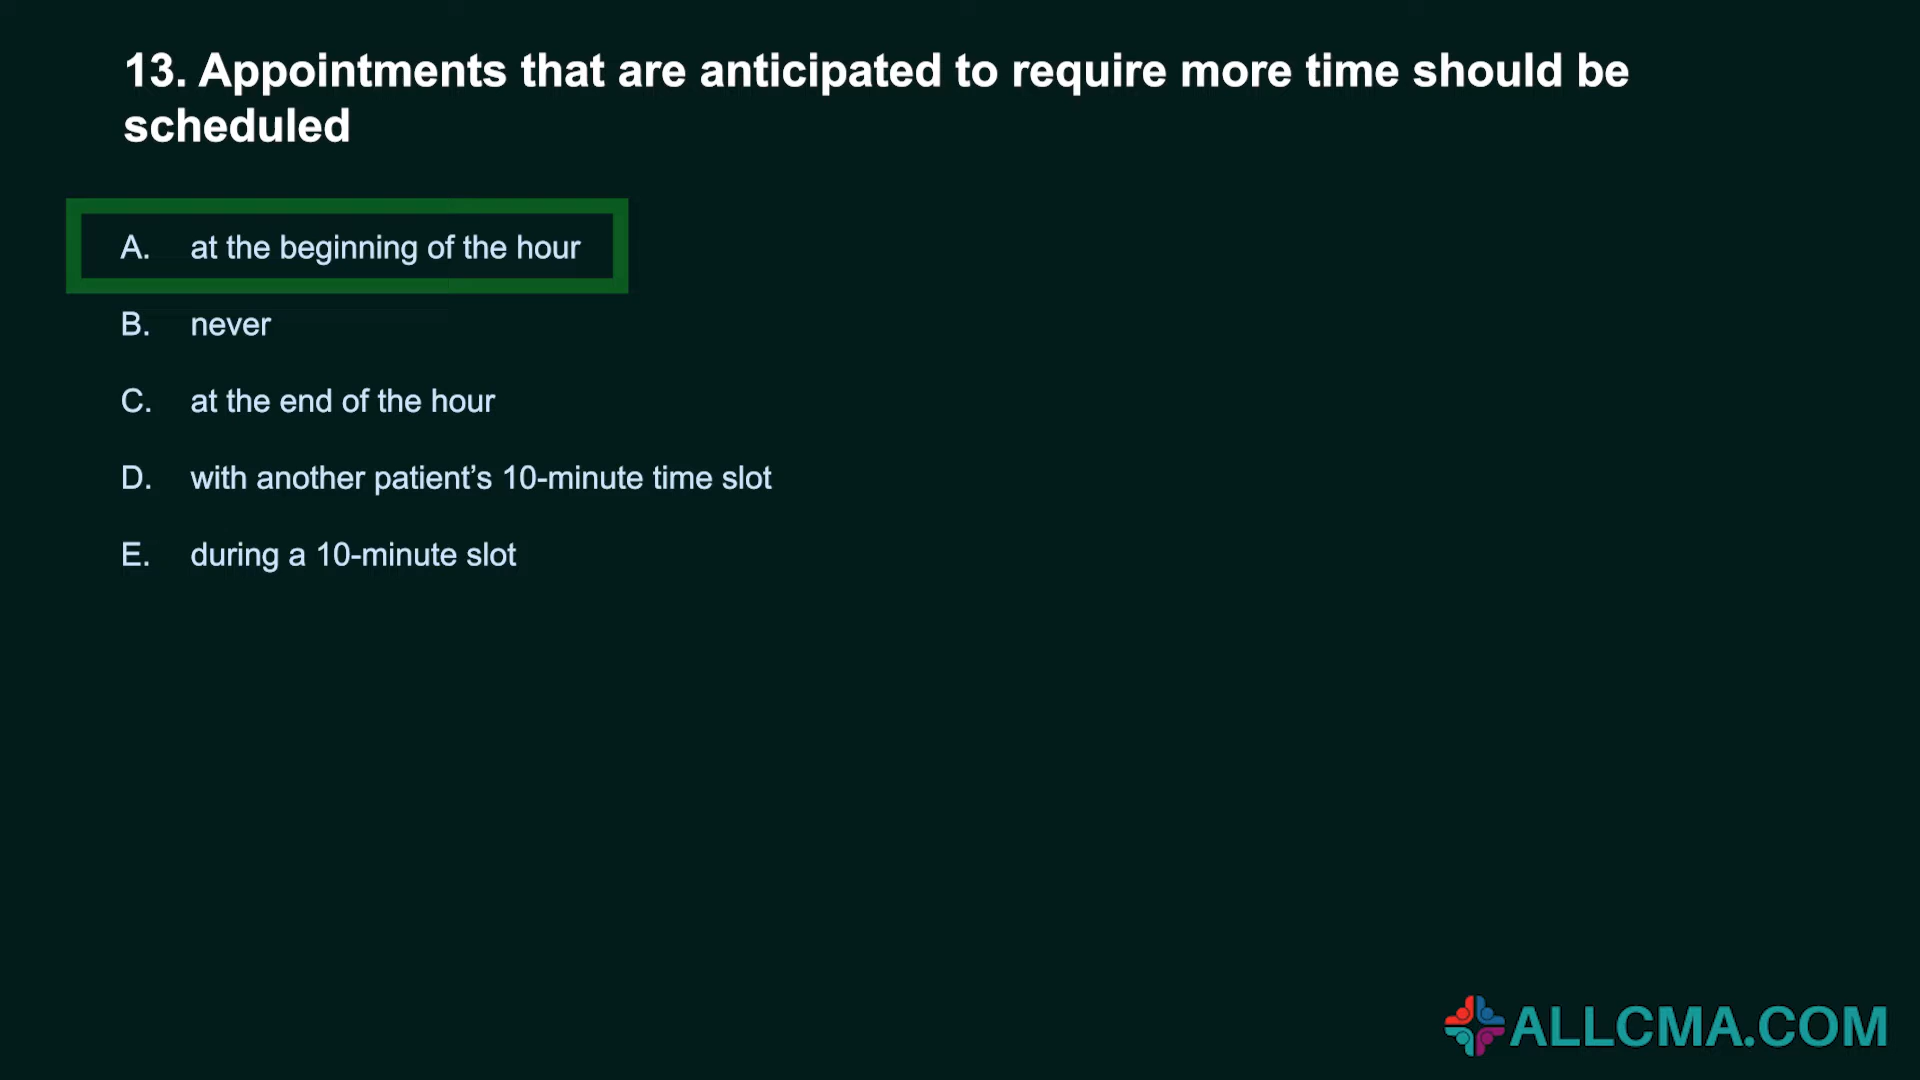 13. Appointments that are anticipated to require more time should be
scheduled
A. at the beginning of the hour
B. never
C. at the end of the hour
D. with another patient’s 10-minute time slot
E. during a 10-minute slot
ALLCMA.COM